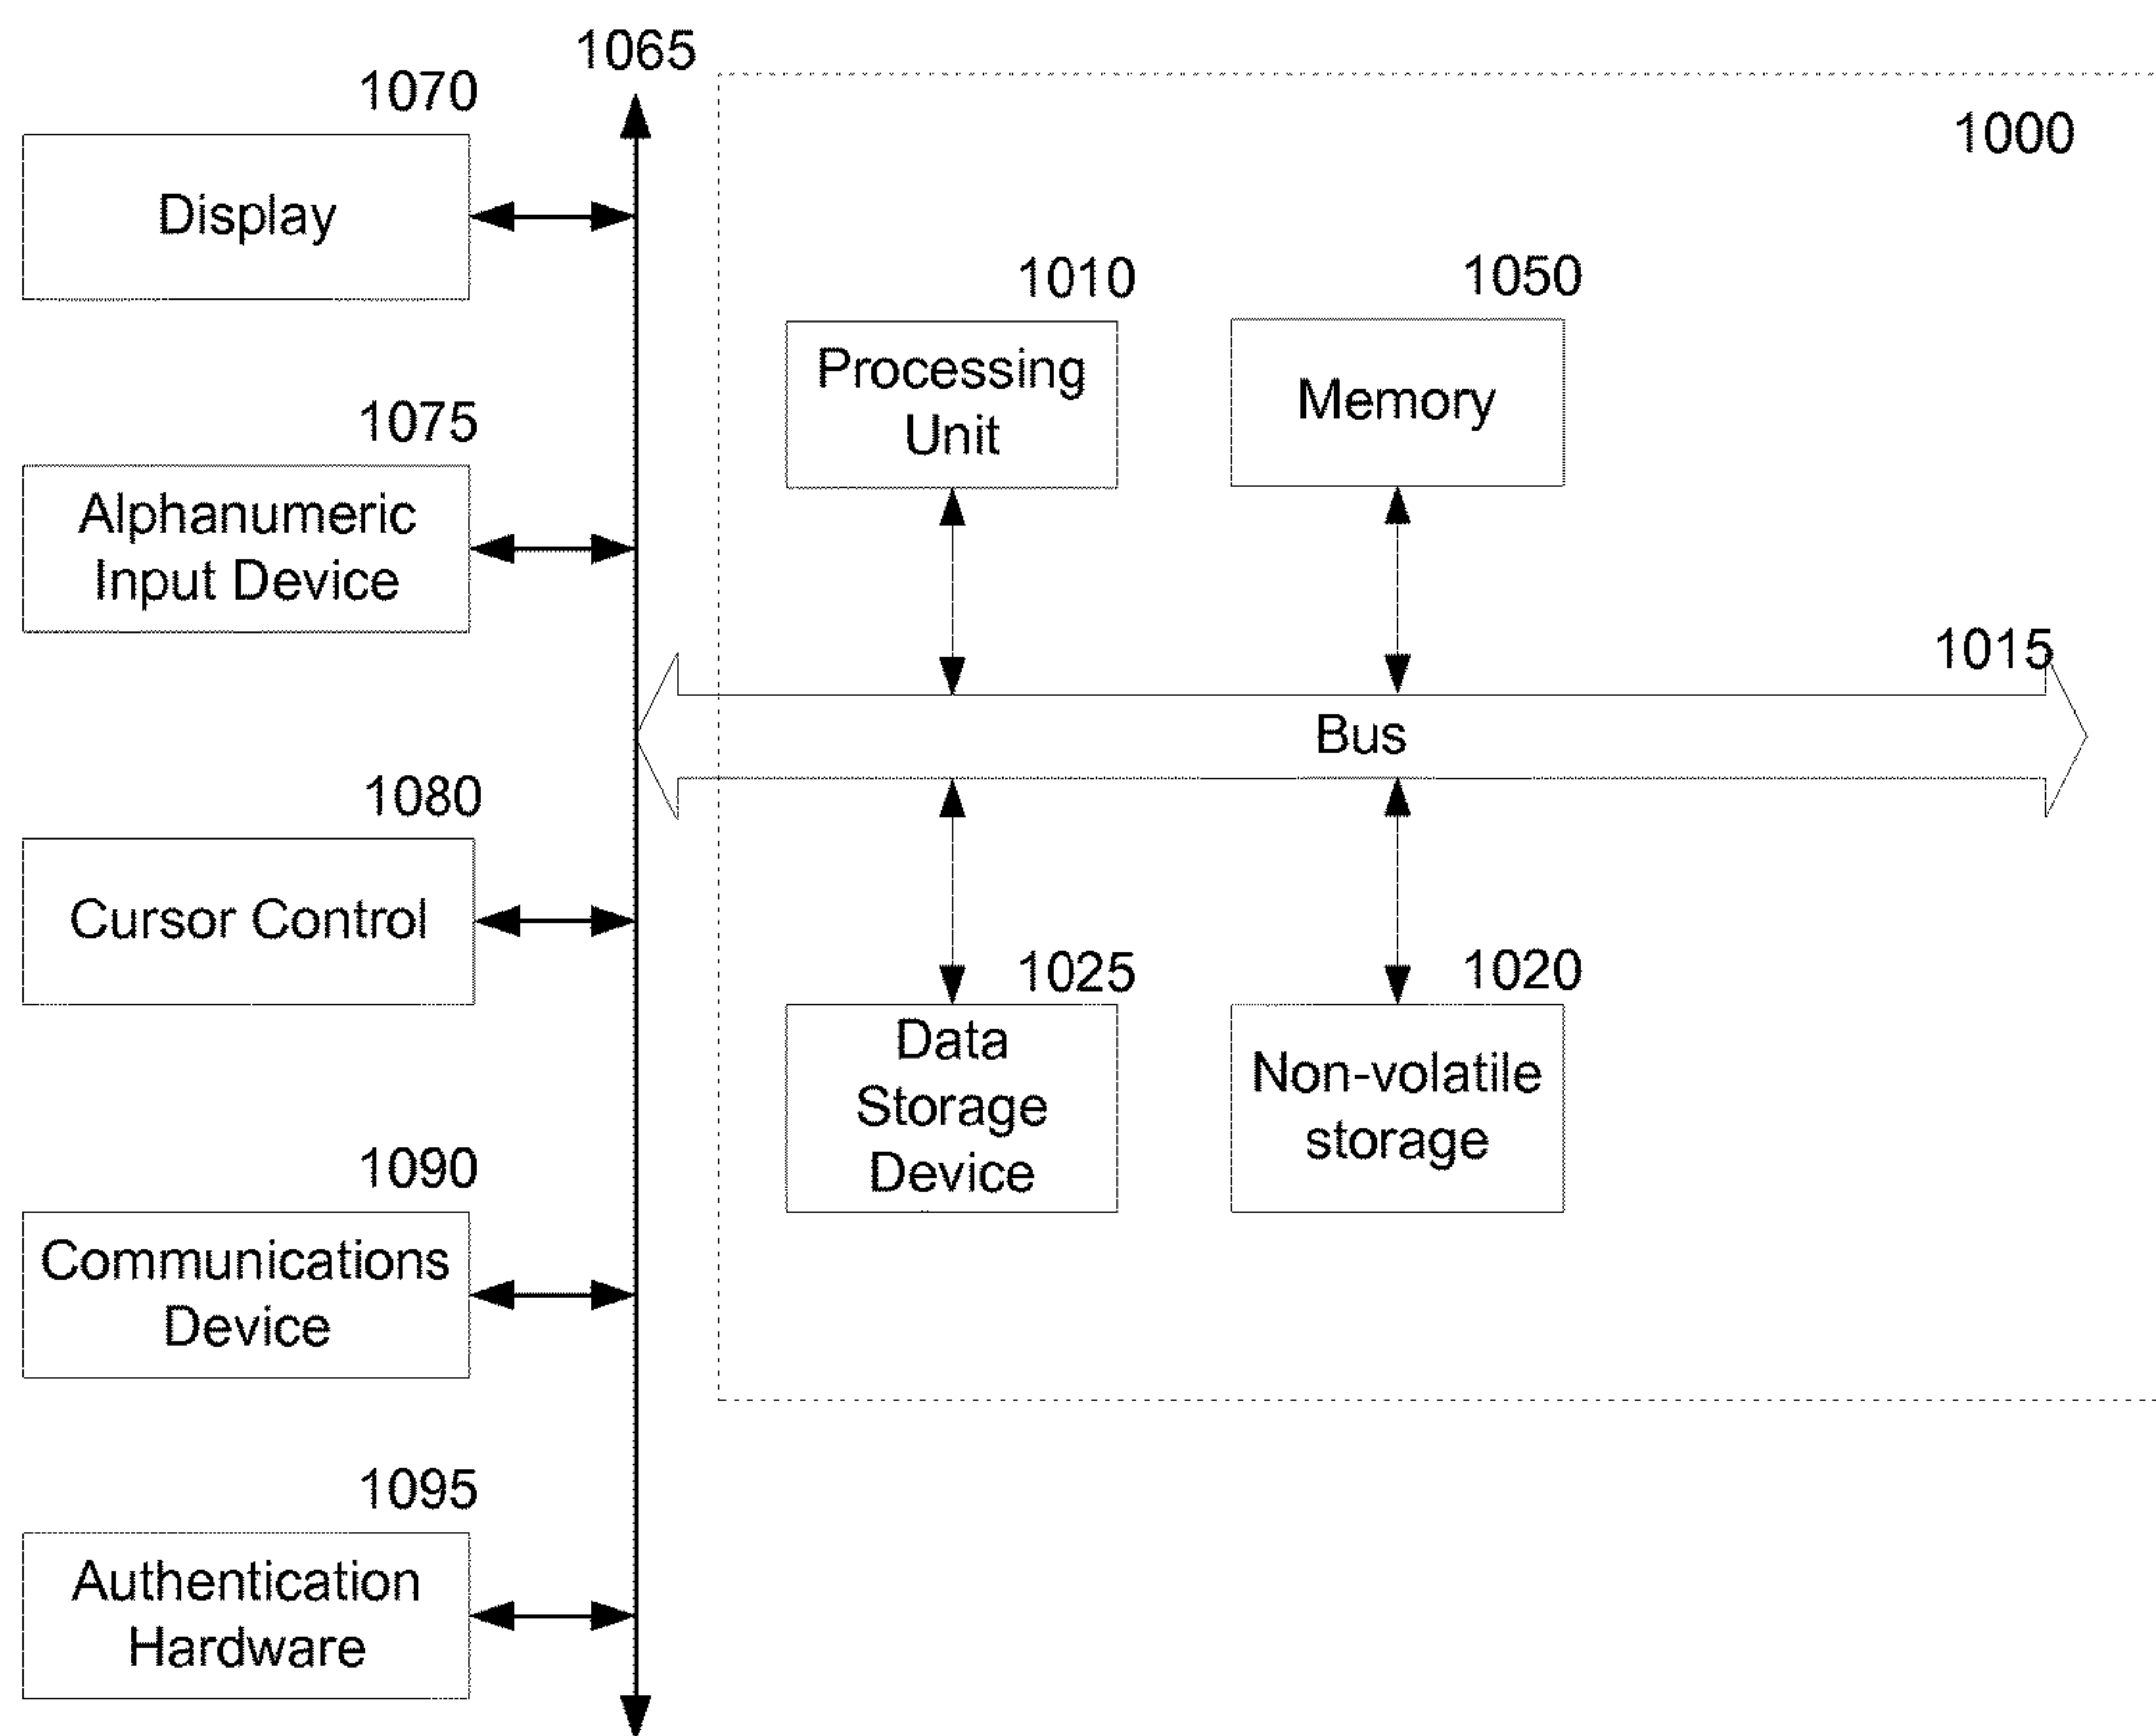 1065
1070
1000
Display
1010
1050
Processing
Unit
Memory
1075
Alphanumeric
Input Device
1015
Bus
1080
Cursor Control
1025
1020
Data
Storage
Device
Non-volatile
storage
1090
Communications
Device
1095
Authentication
Hardware